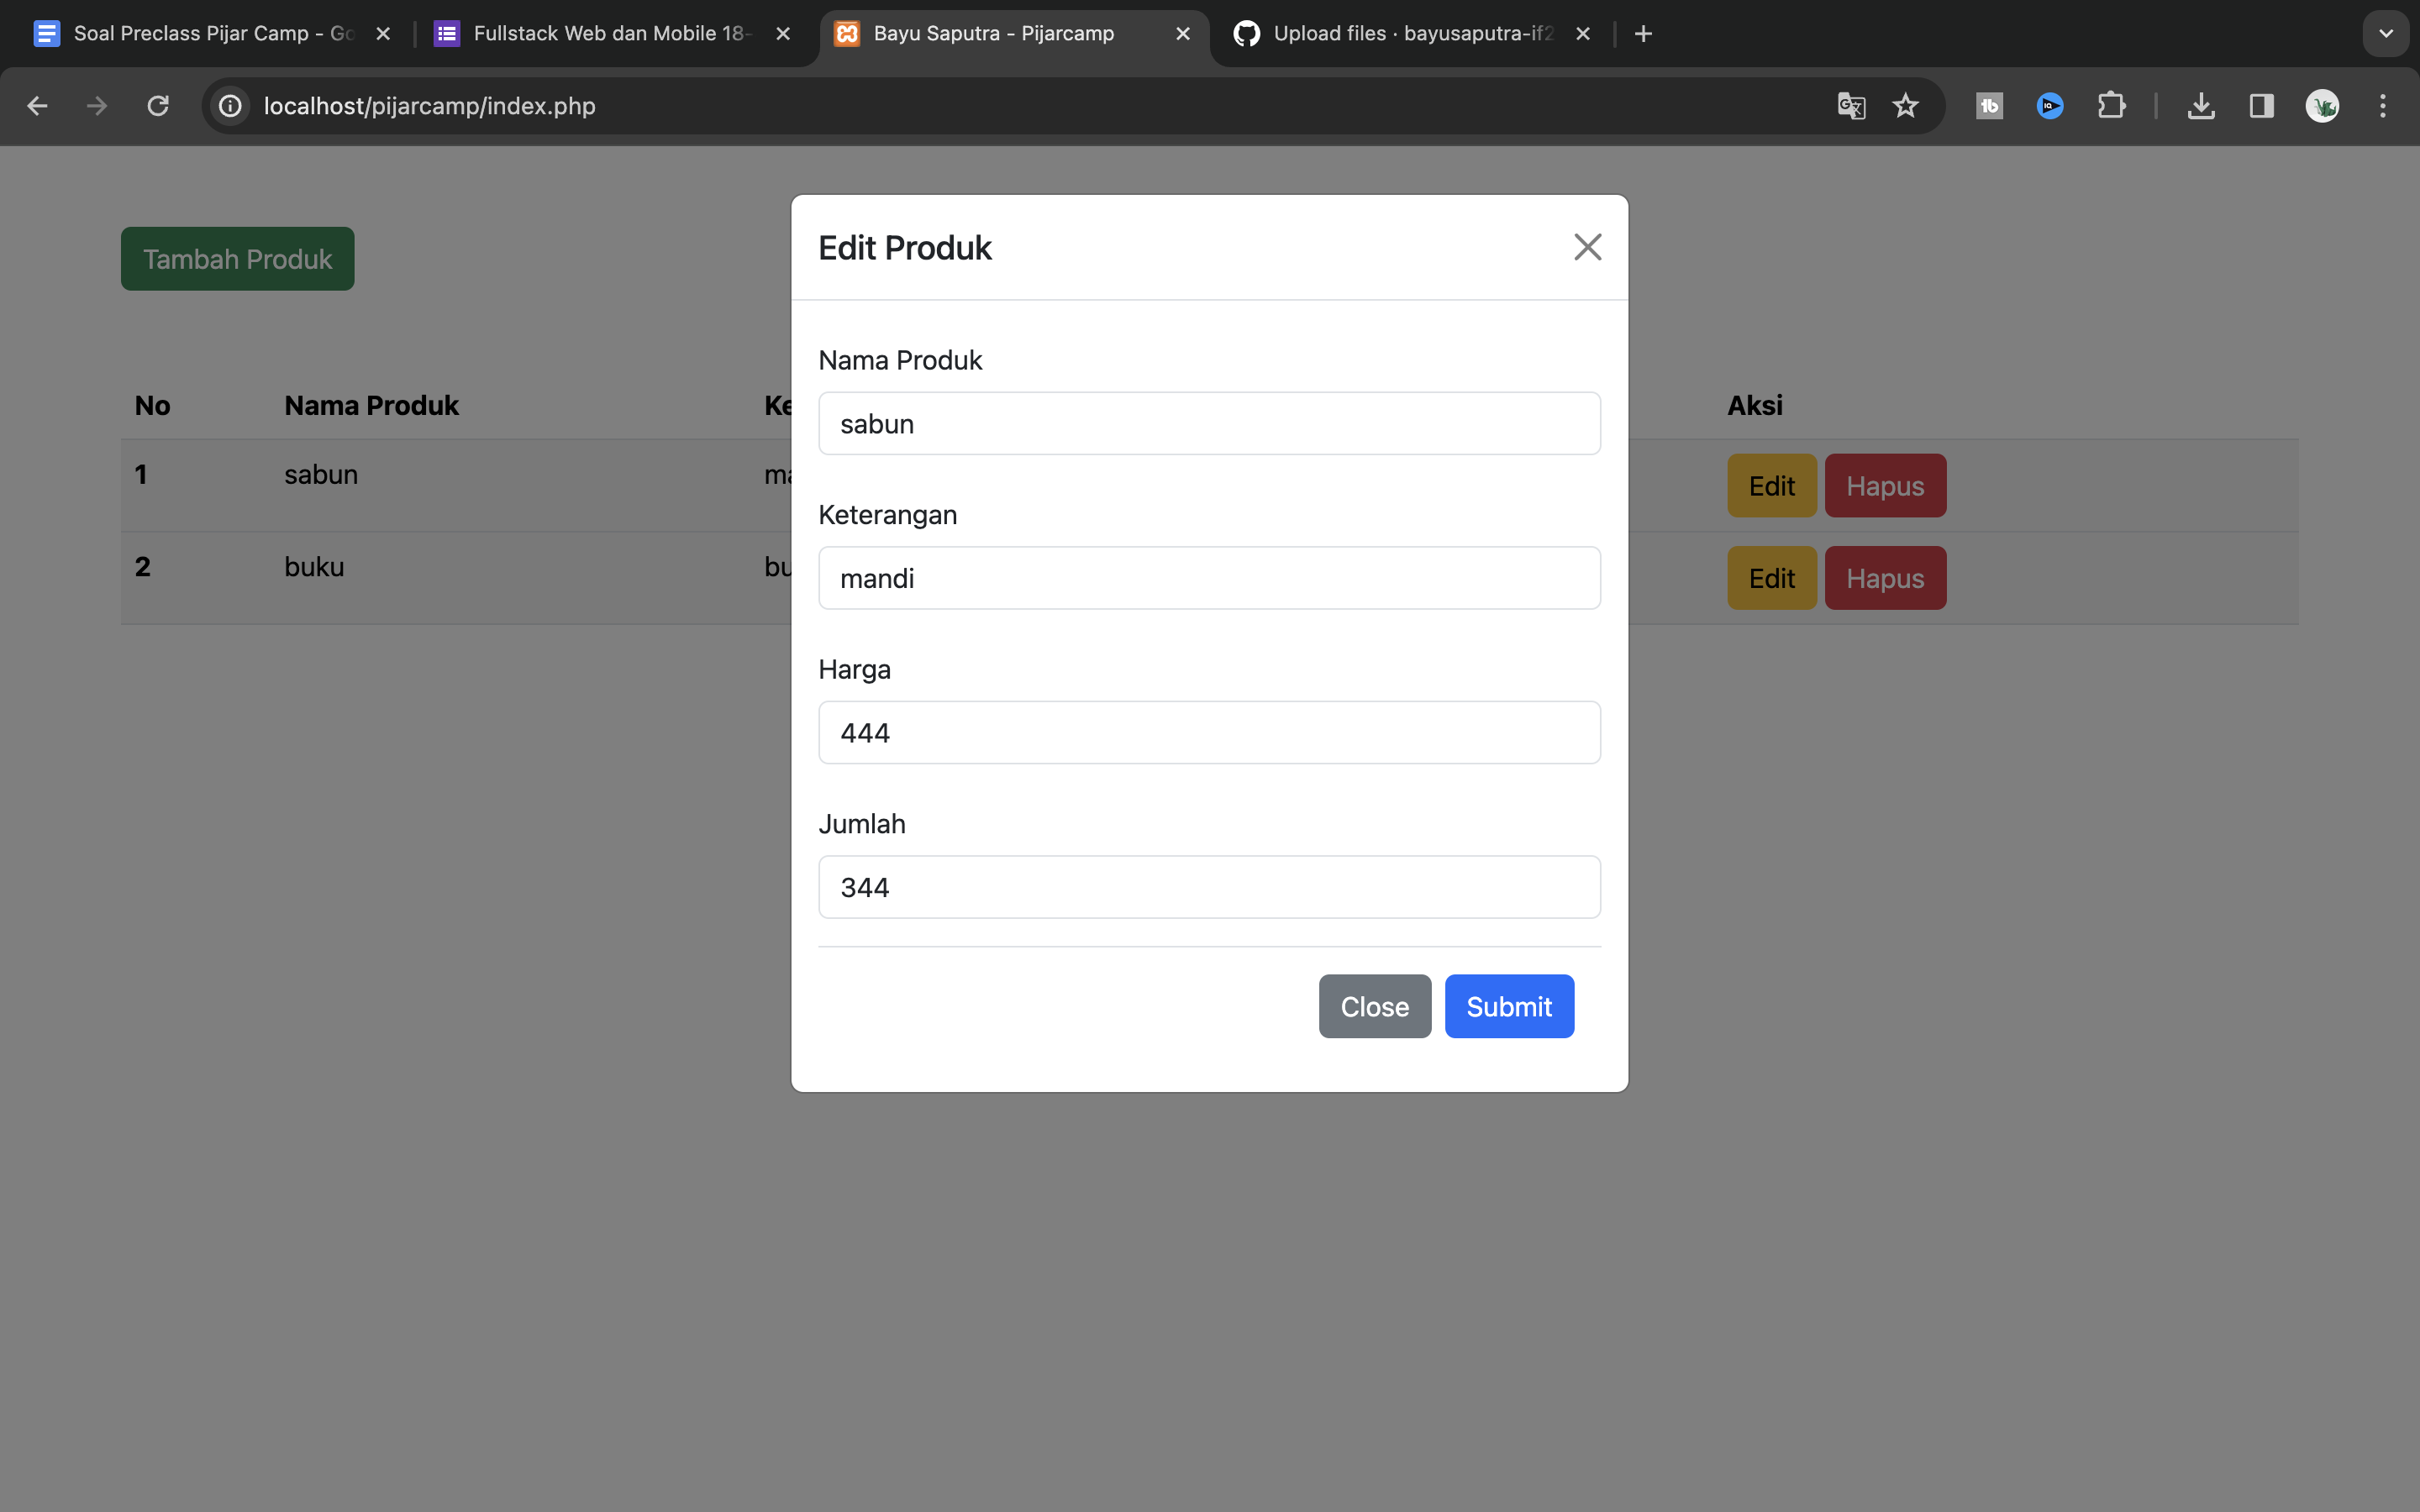 Soal Preclass Pijar Camp - Go
Fullstack Web dan Mobile 18-
Bayu Saputra - Pijarcamp
Upload files · bayusaputra-if2
localhost/pijarcamp/index.php
Tambah Produk
Edit Produk
Nama Produk
sabun
Keterangan
mandi
Harga
444
Jumlah
344
Close Submit
No Nama Produk Ke Aksi
1 sabun ma Edit Hapus
2 buku bu Edit Hapus